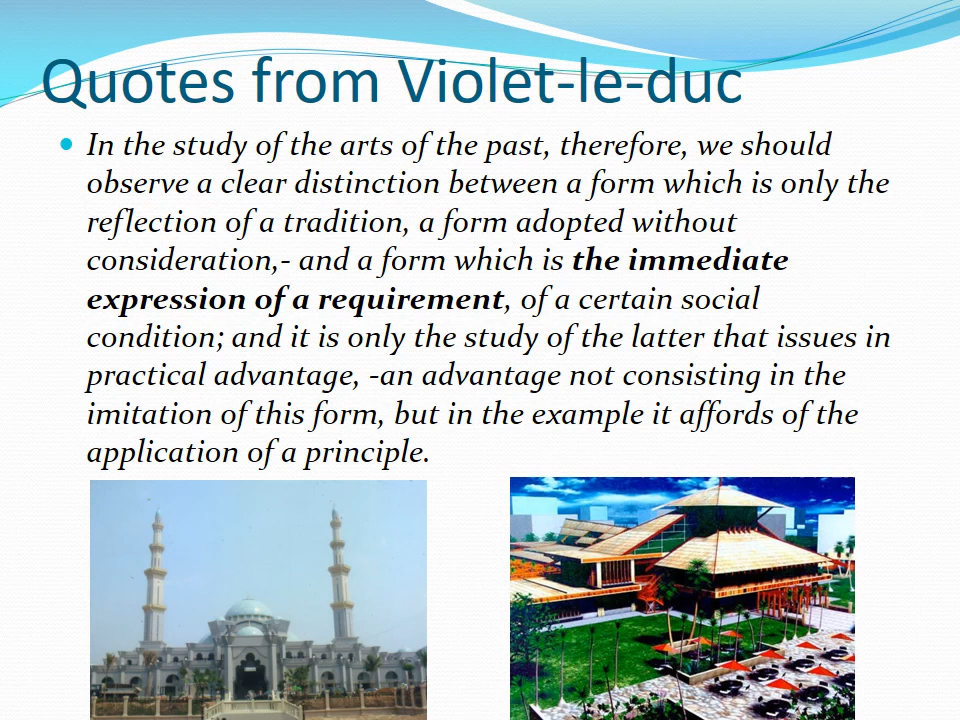 Quotes from Violet-le-duc
In the study of the arts of the past, therefore, we should
observe a clear distinction between a form which is only the
reflection of a tradition, a form adopted without
consideration,- and a form which is the immediate
expression of a requirement, of a certain social
condition; and it is only the study of the latter that issues in
practical advantage, -an advantage not consisting in the
imitation of this form, but in the example it affords of the
application of a principle.